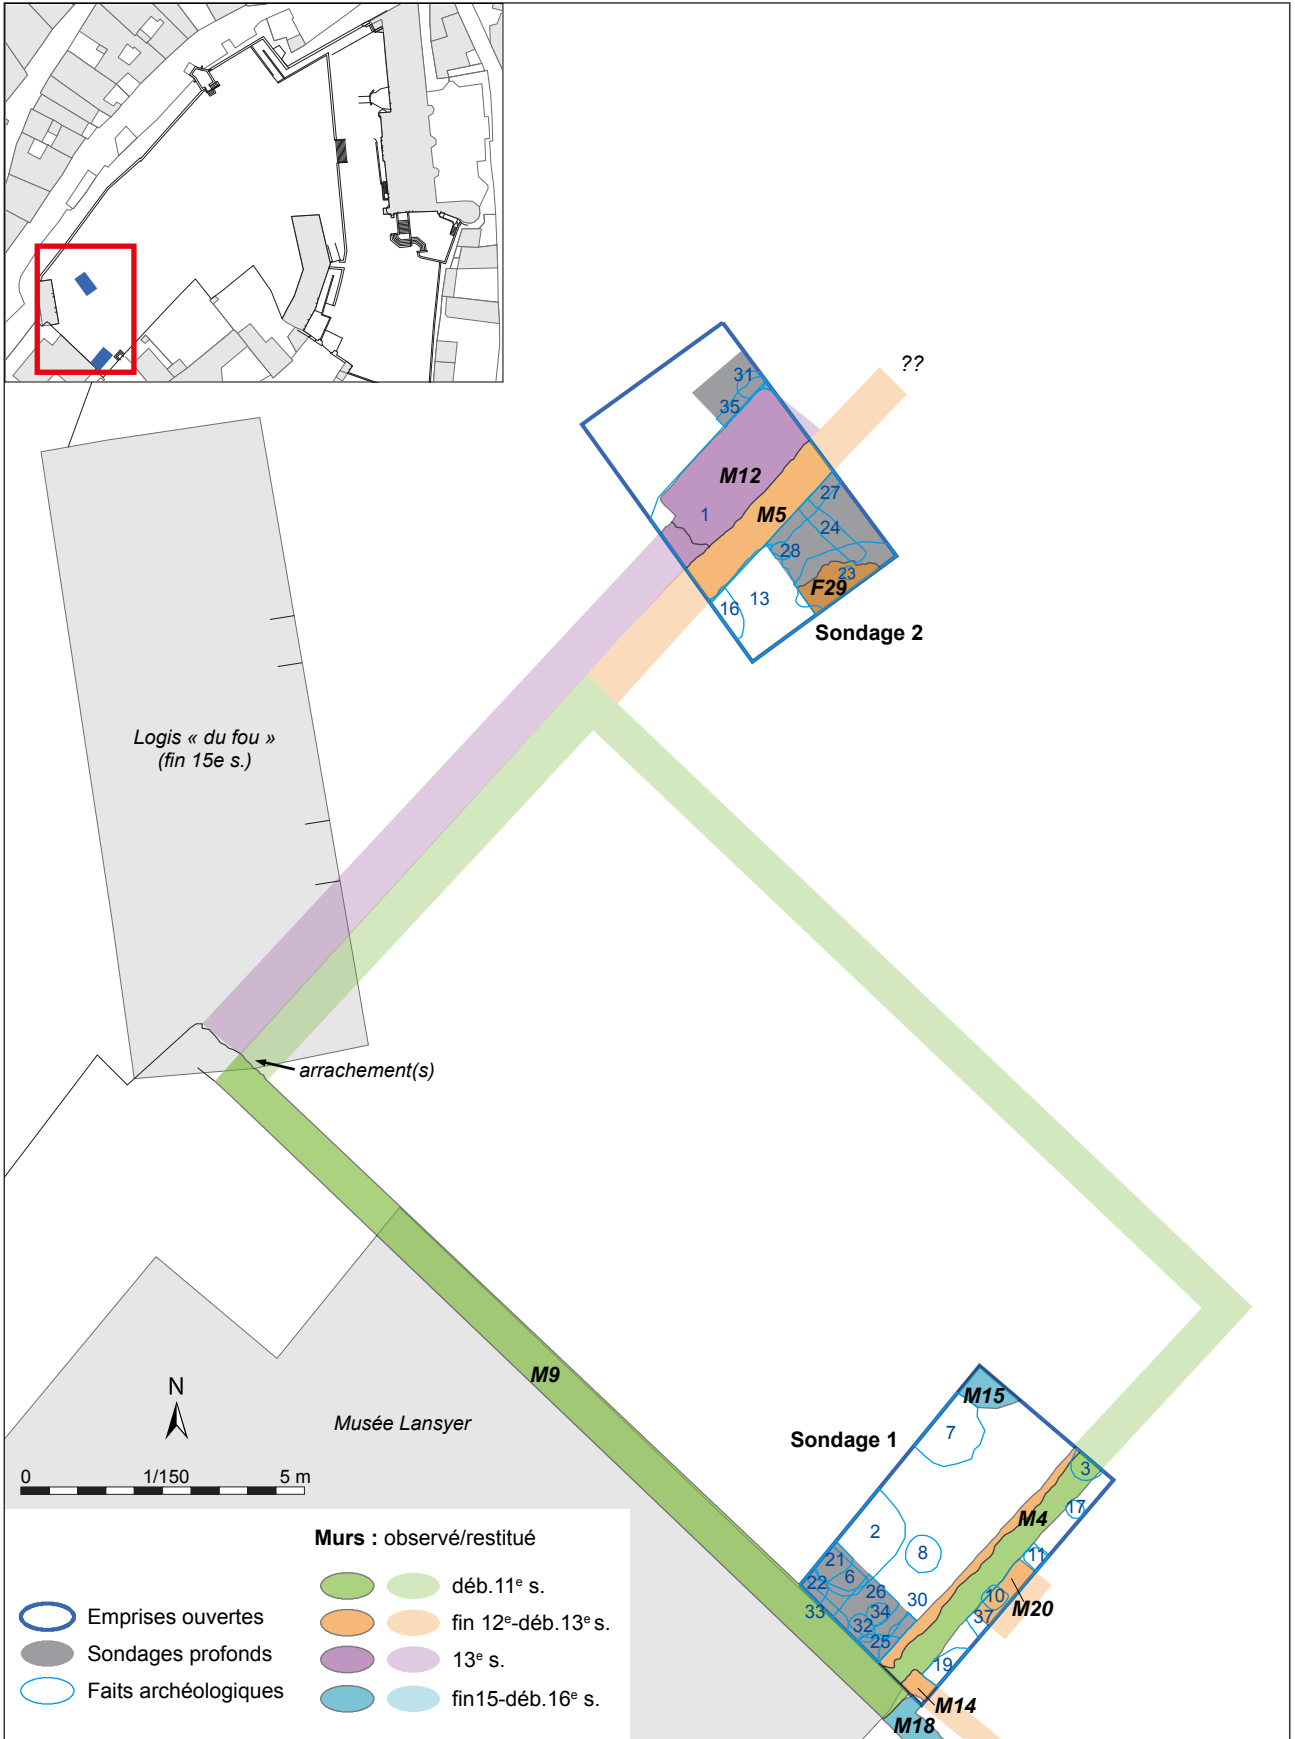 ??
31
35
M12
1
M5
27
24
28
23
F29
16
13
Sondage 2
Logis « du fou »
(fin 15e s.)
arrachement(s)
M9
Musée Lansyer
N
0 1/150 5 m
Sondage 1
M15
7
3
M4
17
2
8
11
21
6
22
26
30
10
33
34
37
M20
32
25
19
M14
M18
Murs : observé/restitué
déb.11e s.
fin 12e-déb.13e s.
13e s.
fin15-déb.16e s.
Emprises ouvertes
Sondages profonds
Faits archéologiques